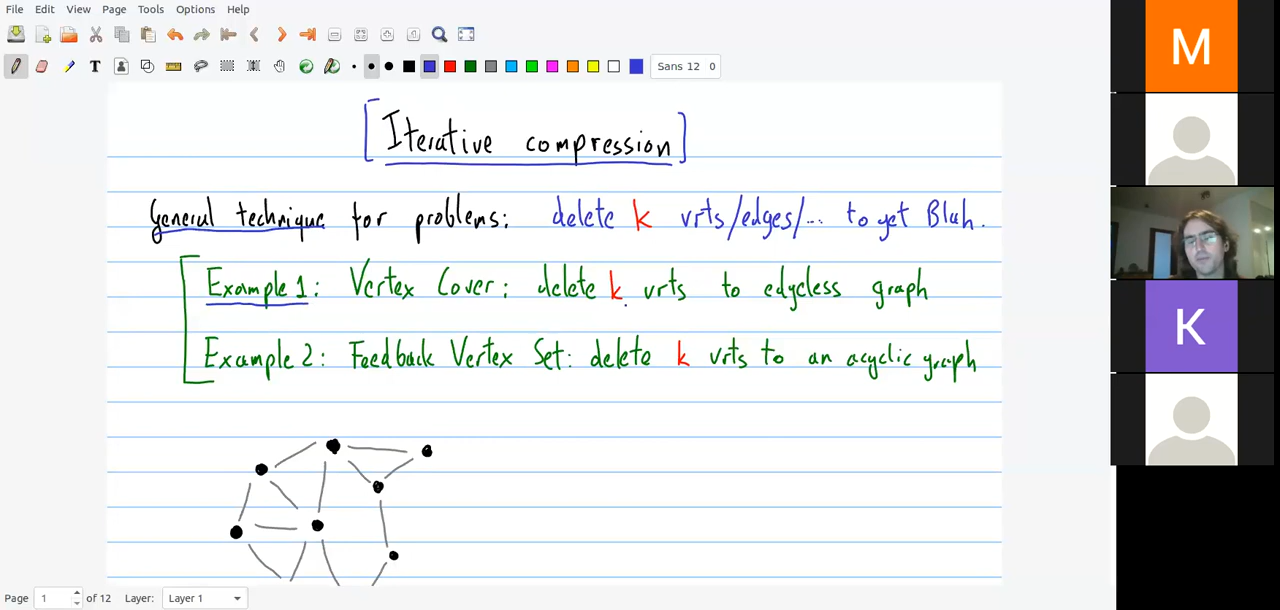 File Edit View Page Tools Options Help
T Sans 12 0
[Iterative compression]
General technique for problems: delete k vrts/edges/... to get Blah.
Example 1: Vertex Cover: delete k vrts to edgeless graph
Example 2: Feedback Vertex Set: delete k vrts to an acyclic graph
Page 1 of 12 Layer: Layer 1
M
K